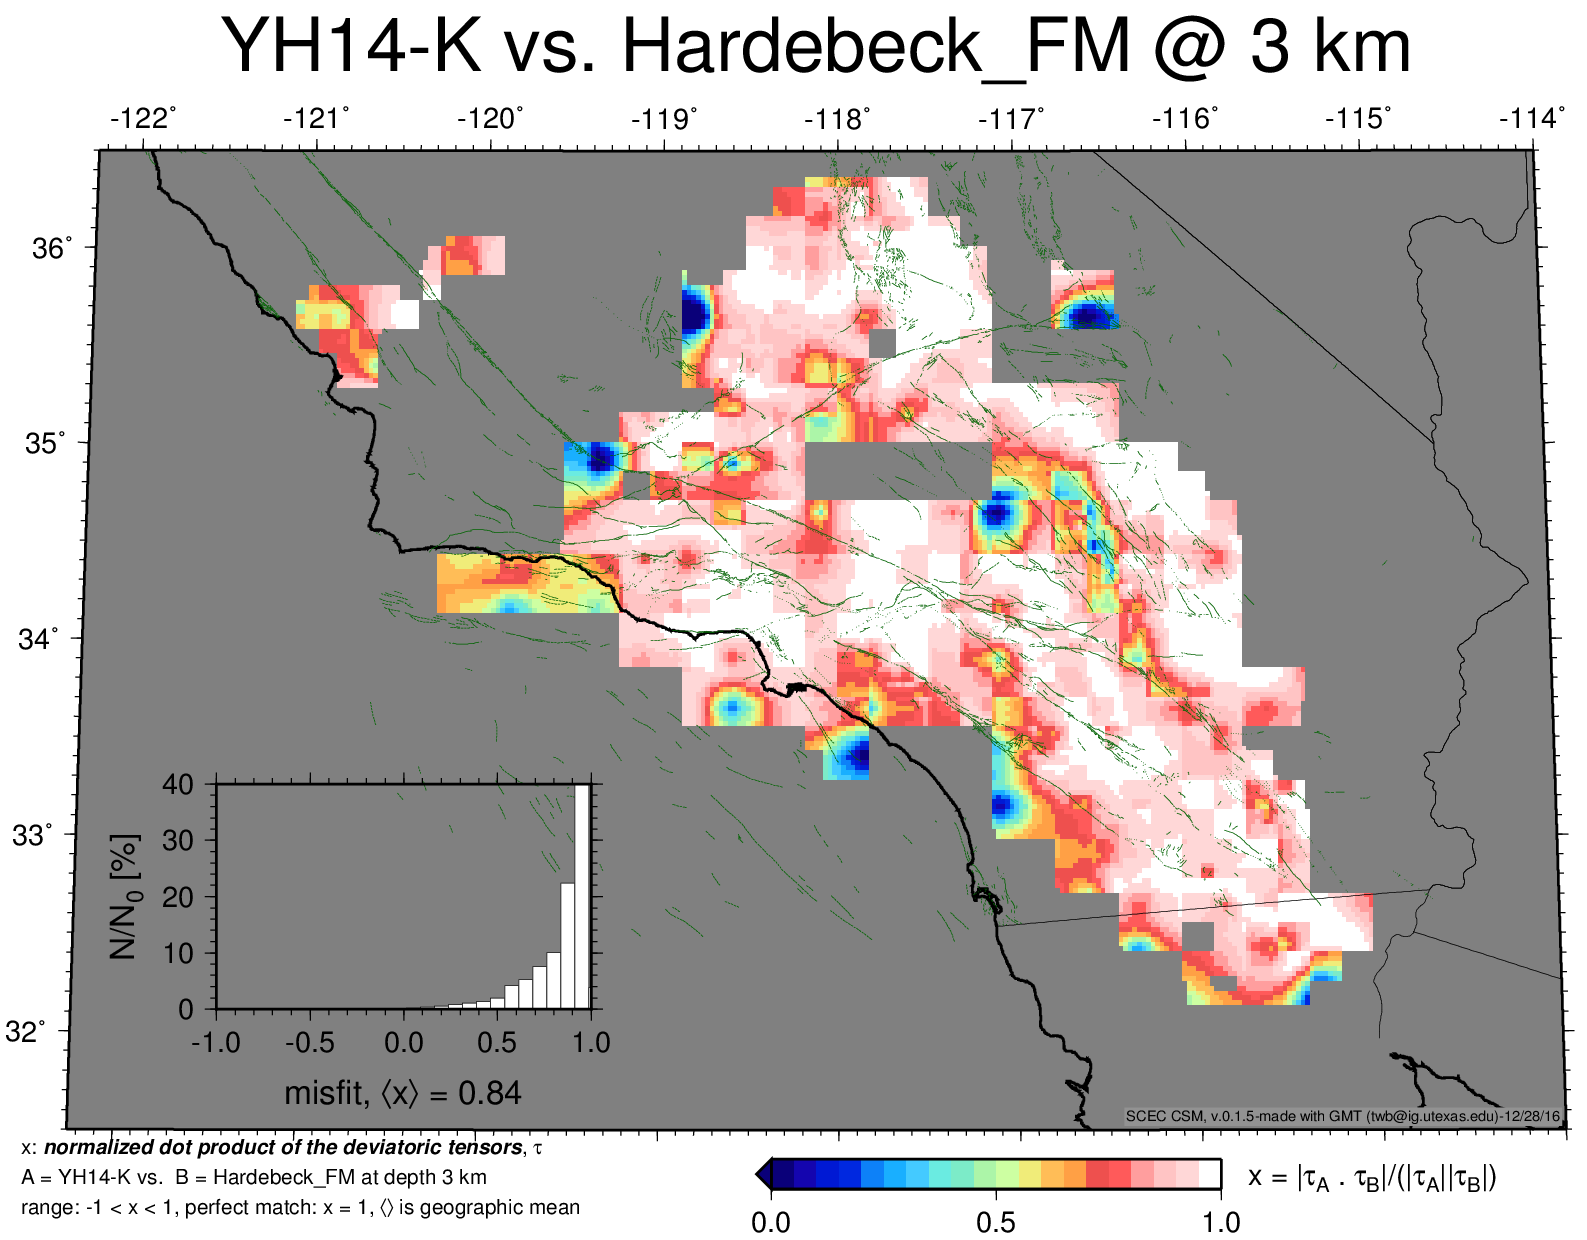 YH14-K vs. Hardebeck_FM @ 3 km
-122˚ -121˚ -120˚ -119˚ -118˚ -117˚ -116˚ -115˚ -114˚
36˚
35˚
34˚
33˚
32˚
40
30
20
10
0
N/N0 [%]
-1.0 -0.5 0.0 0.5 1.0
misfit, ⟨x⟩ = 0.84
SCEC CSM, v.0.1.5-made with GMT (twb@ig.utexas.edu)-12/28/16
x: normalized dot product of the deviatoric tensors, τ
A = YH14-K vs. B = Hardebeck_FM at depth 3 km
range: -1 < x < 1, perfect match: x = 1, ⟨⟩ is geographic mean
x = |τA . τB|/(|τA||τB|)
0.0 0.5 1.0